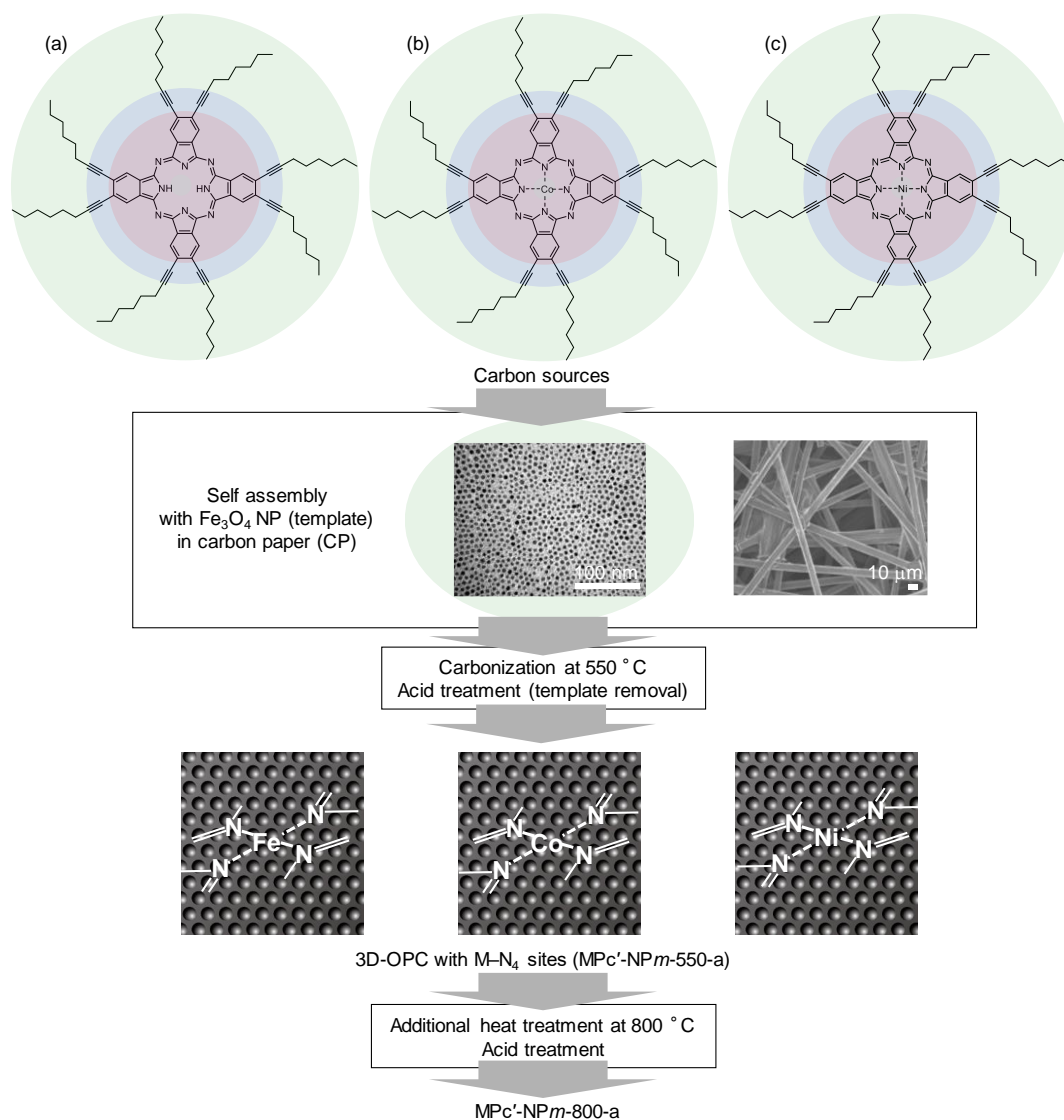 (a)
(b)
(c)
N
N
N
N
NH
HN
N
N
N
N
N
N
N
N
Co
N
N
N
N
N
N
N
N
Ni
N
N
N
N
Carbon sources
Self assembly
with Fe₃O₄ NP (template)
in carbon paper (CP)
100 nm
10 μm
Carbonization at 550 °C
Acid treatment (template removal)
N
N
Fe
N
N
N
N
Co
N
N
N
N
Ni
N
N
3D-OPC with M–N₄ sites (MPc′-NPm-550-a)
Additional heat treatment at 800 °C
Acid treatment
MPc′-NPm-800-a